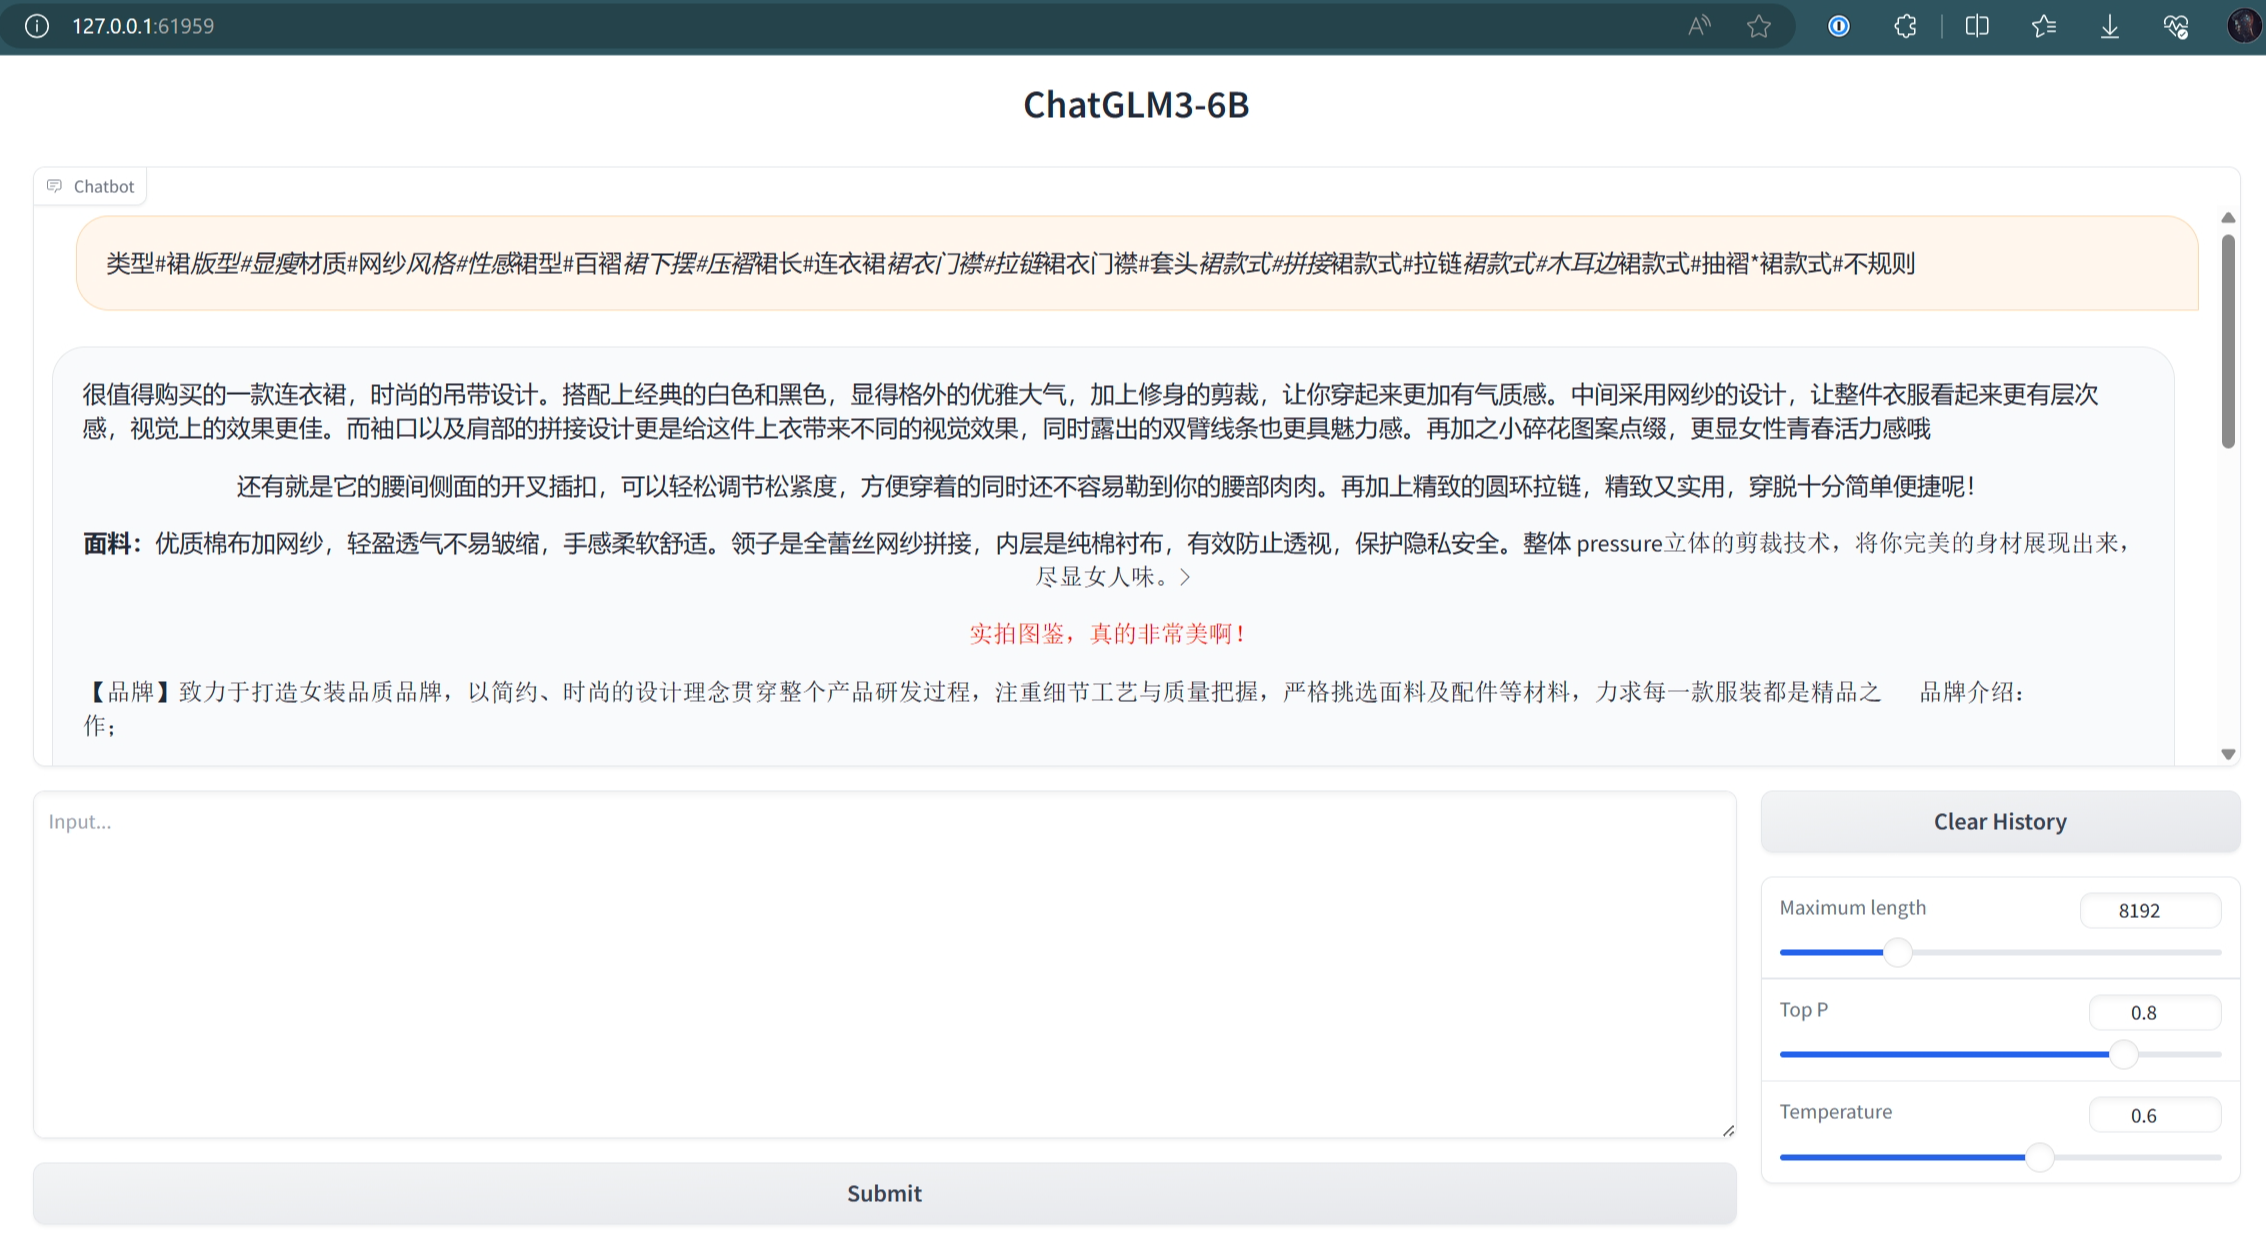 127.0.0.1:61959
ChatGLM3-6B
Chatbot
类型#裙版型#显瘦材质#网纱风格#性感裙型#百褶裙下摆#压褶裙长#连衣裙裙衣门襟#拉链裙衣门襟#套头裙款式#拼接裙款式#拉链裙款式#木耳边裙款式#抽褶*裙款式#不规则
很值得购买的一款连衣裙，时尚的吊带设计。搭配上经典的白色和黑色，显得格外的优雅大气，加上修身的剪裁，让你穿起来更加有气质感。中间采用网纱的设计，让整件衣服看起来更有层次
感，视觉上的效果更佳。而袖口以及肩部的拼接设计更是给这件上衣带来不同的视觉效果，同时露出的双臂线条也更具魅力感。再加之小碎花图案点缀，更显女性青春活力感哦
还有就是它的腰间侧面的开叉插扣，可以轻松调节松紧度，方便穿着的同时还不容易勒到你的腰部肉肉。再加上精致的圆环拉链，精致又实用，穿脱十分简单便捷呢！
面料：优质棉布加网纱，轻盈透气不易皱缩，手感柔软舒适。领子是全蕾丝网纱拼接，内层是纯棉衬布，有效防止透视，保护隐私安全。整体 pressure立体的剪裁技术，将你完美的身材展现出来，
尽显女人味。>
实拍图鉴，真的非常美啊！
【品牌】致力于打造女装品质品牌，以简约、时尚的设计理念贯穿整个产品研发过程，注重细节工艺与质量把握，严格挑选面料及配件等材料，力求每一款服装都是精品之 品牌介绍：
作；
Input...
Clear History
Maximum length 8192
Top P 0.8
Temperature 0.6
Submit